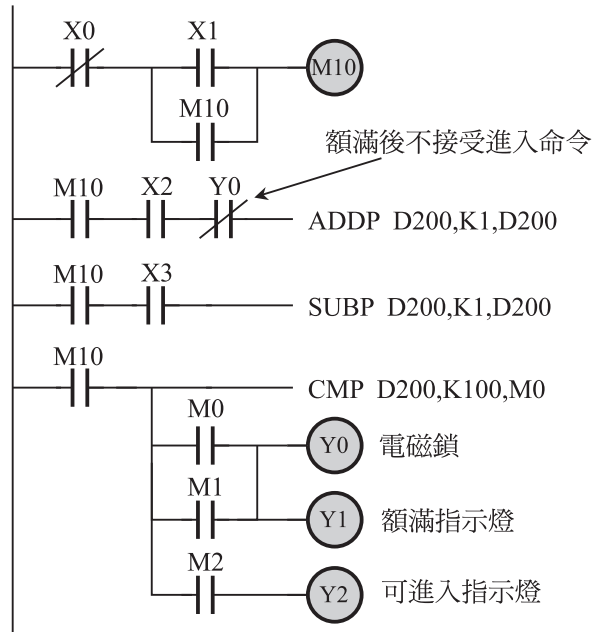 X0 X1
M10
M10
額滿後不接受進入命令
M10 X2 Y0
ADDP D200,K1,D200
M10 X3
SUBP D200,K1,D200
M10
CMP D200,K100,M0
M0
Y0 電磁鎖
M1
Y1 額滿指示燈
M2
Y2 可進入指示燈